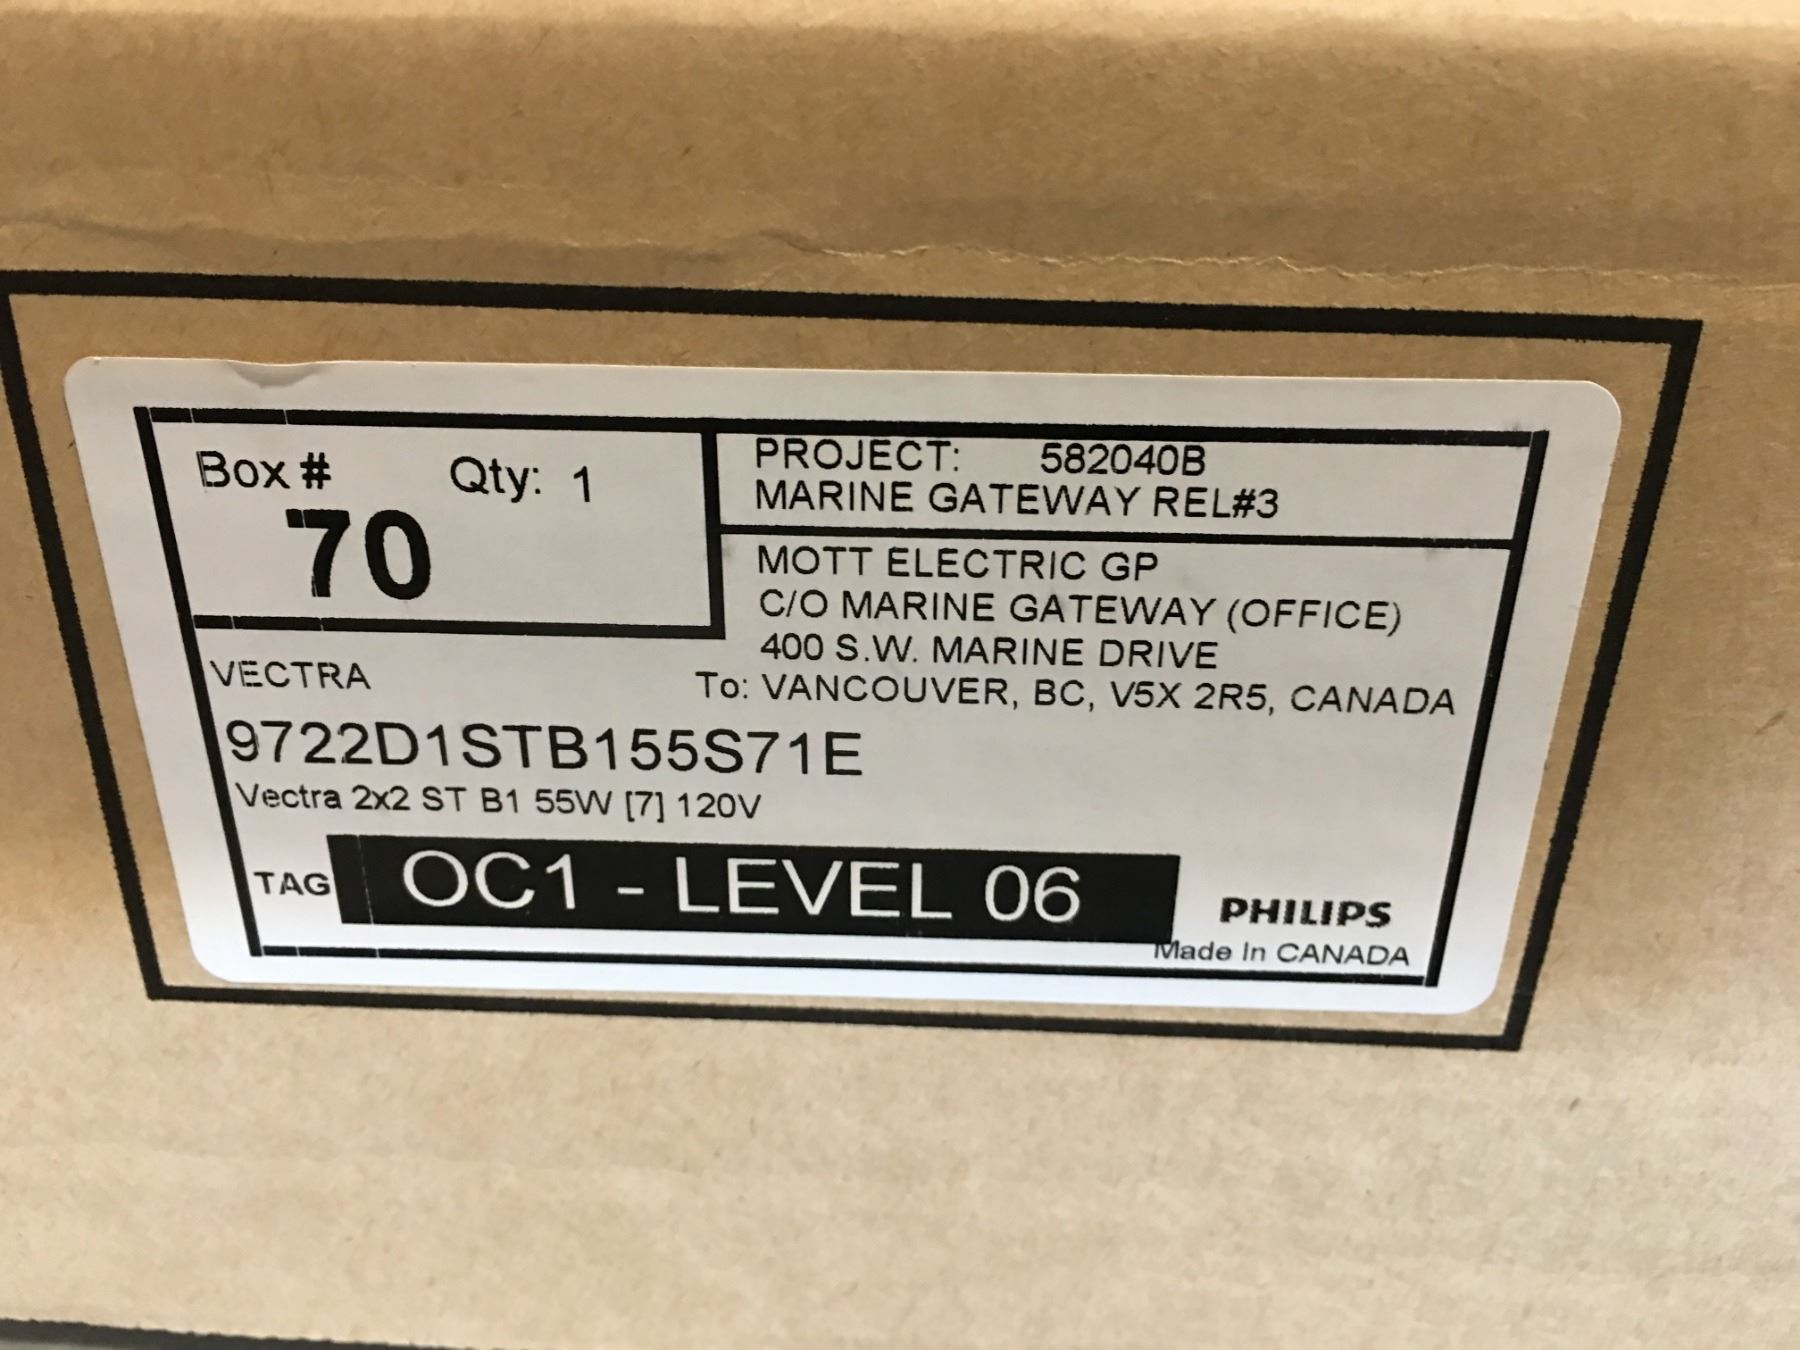 Box # Qty: 1
70
PROJECT: 582040B
MARINE GATEWAY REL#3
MOTT ELECTRIC GP
C/O MARINE GATEWAY (OFFICE)
400 S.W. MARINE DRIVE
To: VANCOUVER, BC, V5X 2R5, CANADA
VECTRA
9722D1STB155S71E
Vectra 2x2 ST B1 55W [7] 120V
TAG OC1 - LEVEL 06
PHILIPS
Made In CANADA